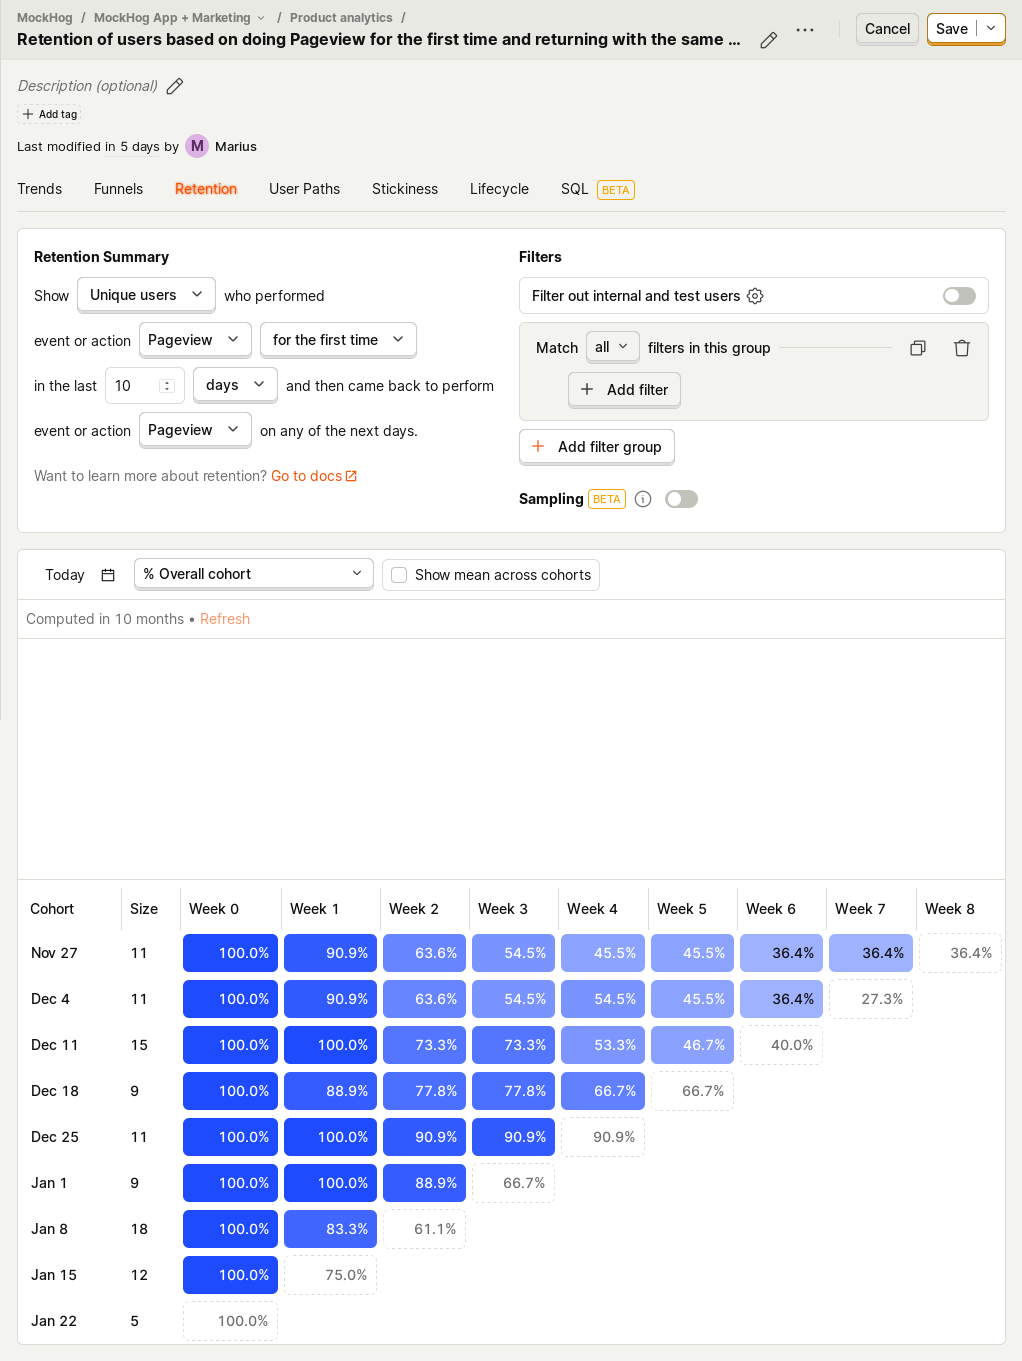 MockHog / MockHog App + Marketing / Product analytics /
Retention of users based on doing Pageview for the first time and returning with the same ...
Cancel
Save
Description (optional)
+ Add tag
Last modified in 5 days by M Marius
Trends Funnels Retention User Paths Stickiness Lifecycle SQL BETA
Retention Summary
Show Unique users who performed
event or action Pageview for the first time
in the last 10 days and then came back to perform
event or action Pageview on any of the next days.
Want to learn more about retention? Go to docs
Filters
Filter out internal and test users
Match all filters in this group
+ Add filter
+ Add filter group
Sampling BETA
Today % Overall cohort Show mean across cohorts
Computed in 10 months • Refresh
Cohort Size Week 0 Week 1 Week 2 Week 3 Week 4 Week 5 Week 6 Week 7 Week 8
Nov 27 11 100.0% 90.9% 63.6% 54.5% 45.5% 45.5% 36.4% 36.4% 36.4%
Dec 4 11 100.0% 90.9% 63.6% 54.5% 54.5% 45.5% 36.4% 27.3%
Dec 11 15 100.0% 100.0% 73.3% 73.3% 53.3% 46.7% 40.0%
Dec 18 9 100.0% 88.9% 77.8% 77.8% 66.7% 66.7%
Dec 25 11 100.0% 100.0% 90.9% 90.9% 90.9%
Jan 1 9 100.0% 100.0% 88.9% 66.7%
Jan 8 18 100.0% 83.3% 61.1%
Jan 15 12 100.0% 75.0%
Jan 22 5 100.0%